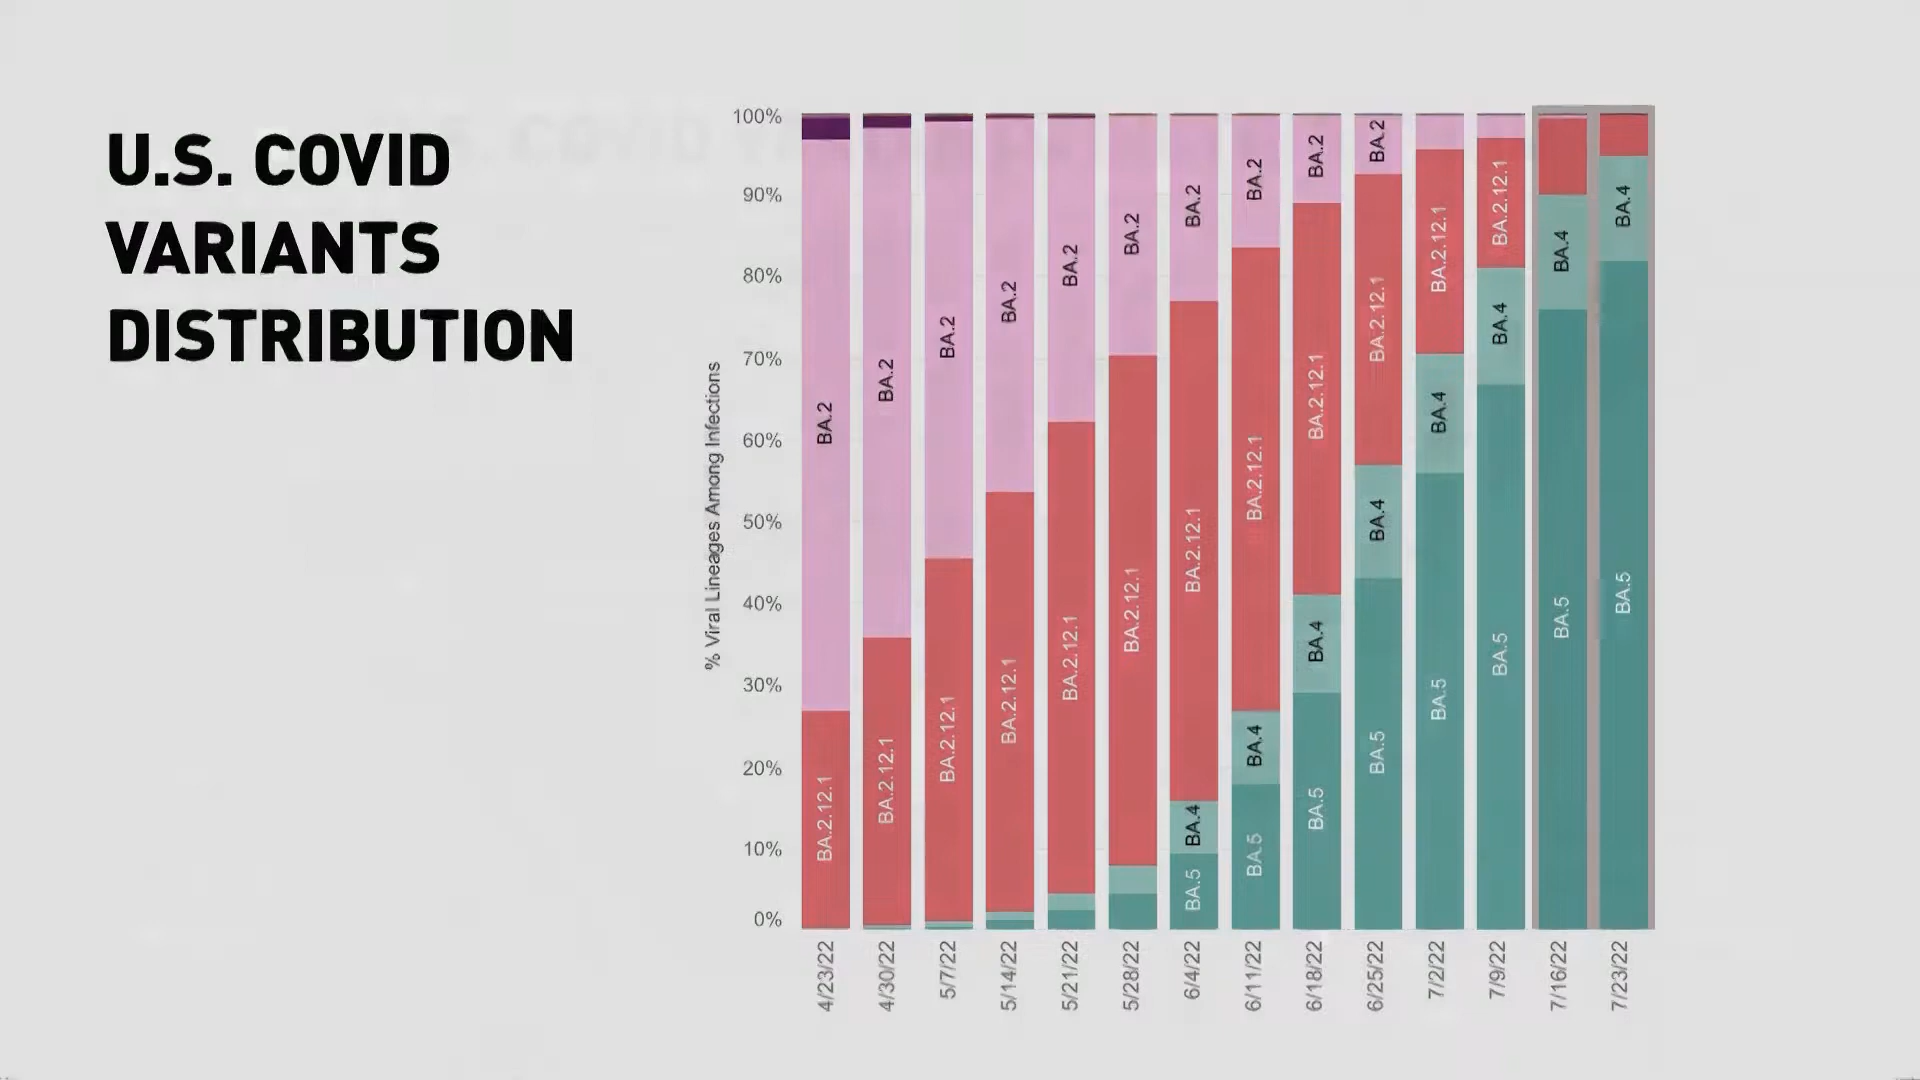 U.S. COVID
VARIANTS
DISTRIBUTION
% Viral Lineages Among Infections
100%
90%
80%
70%
60%
50%
40%
30%
20%
10%
0%
BA.2
BA.2.12.1
BA.2
BA.2.12.1
BA.2
BA.2.12.1
BA.2
BA.2.12.1
BA.2
BA.2.12.1
BA.2
BA.2.12.1
BA.2
BA.2.12.1
BA.4
BA.5
BA.2
BA.2.12.1
BA.4
BA.5
BA.2
BA.2.12.1
BA.4
BA.5
BA.2
BA.2.12.1
BA.4
BA.5
BA.2.12.1
BA.4
BA.5
BA.2.12.1
BA.4
BA.5
BA.4
BA.5
BA.4
BA.5
4/23/22
4/30/22
5/7/22
5/14/22
5/21/22
5/28/22
6/4/22
6/11/22
6/18/22
6/25/22
7/2/22
7/9/22
7/16/22
7/23/22